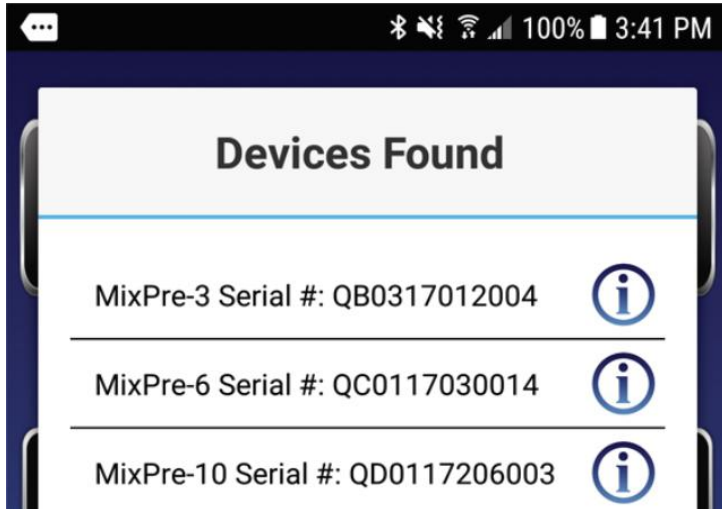 100% 3:41 PM
Devices Found
MixPre-3 Serial #: QB0317012004
MixPre-6 Serial #: QC0117030014
MixPre-10 Serial #: QD0117206003